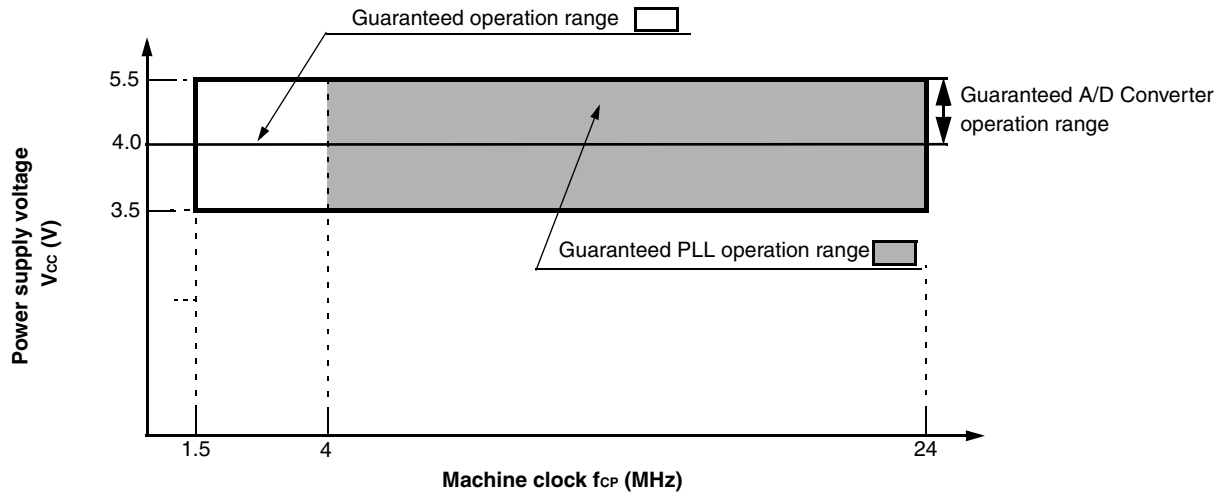 Guaranteed operation range
5.5
4.0
3.5
Guaranteed A/D Converter
operation range
Power supply voltage
Vcc (V)
Guaranteed PLL operation range
1.5
4
24
Machine clock fCP (MHz)